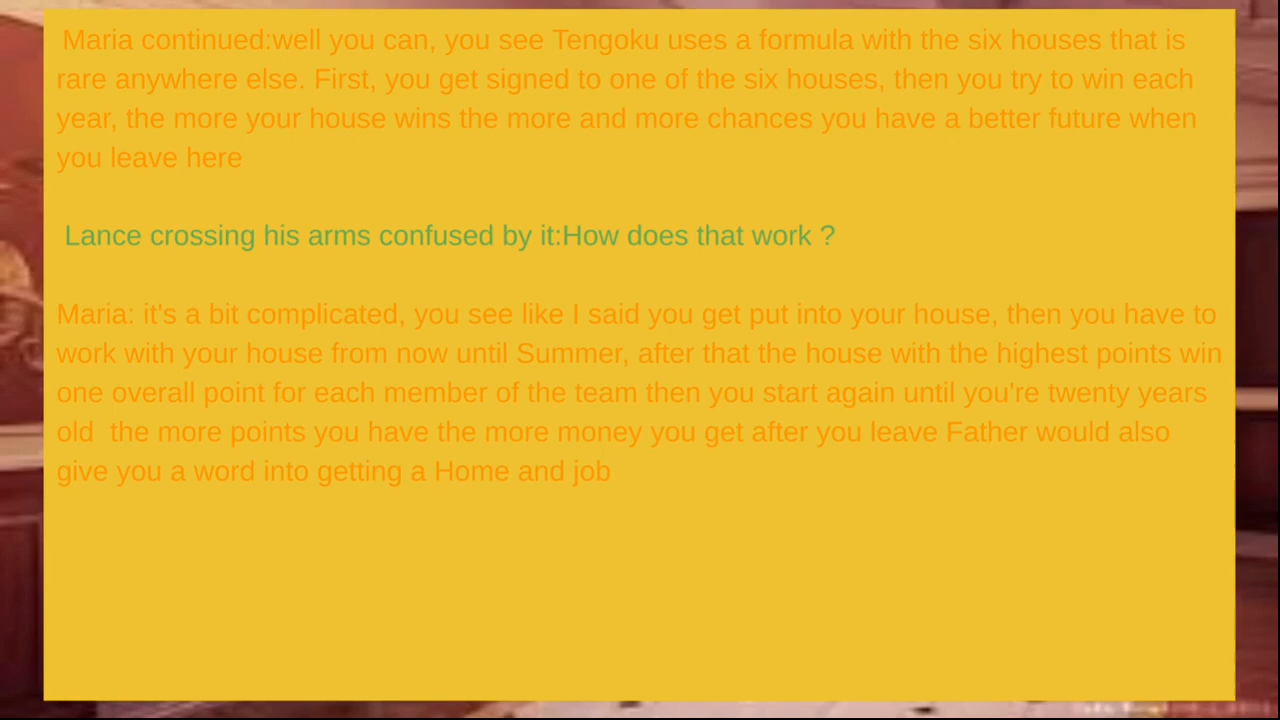 Maria continued:well you can, you see Tengoku uses a formula with the six houses that is
rare anywhere else. First, you get signed to one of the six houses, then you try to win each
year, the more your house wins the more and more chances you have a better future when
you leave here
Lance crossing his arms confused by it:How does that work ?
Maria: it's a bit complicated, you see like I said you get put into your house, then you have to
work with your house from now until Summer, after that the house with the highest points win
one overall point for each member of the team then you start again until you're twenty years
old  the more points you have the more money you get after you leave Father would also
give you a word into getting a Home and job